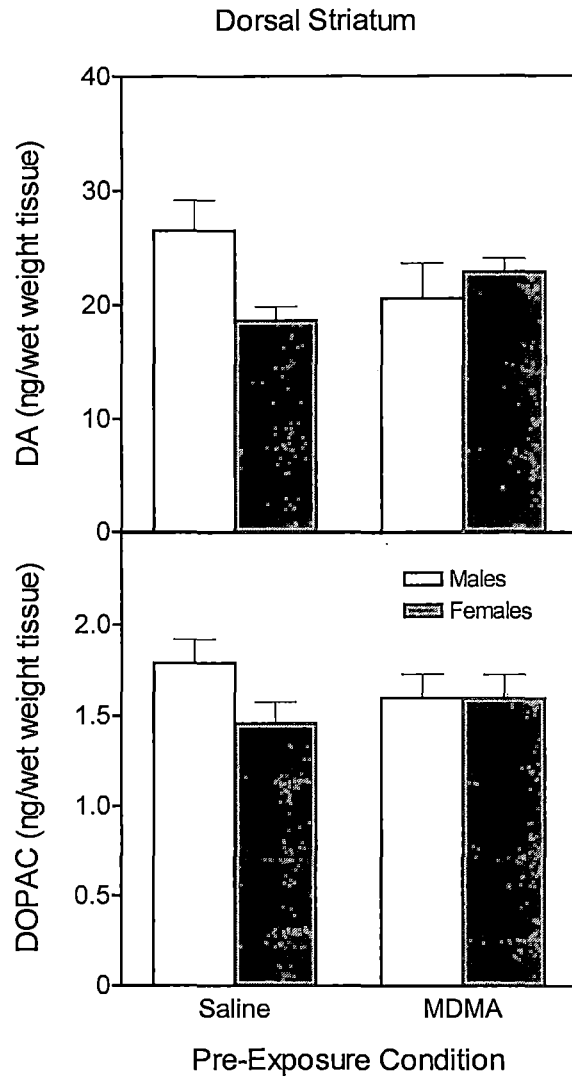 Dorsal Striatum
DA (ng/wet weight tissue)
40
30
20
10
0
DOPAC (ng/wet weight tissue)
2.0
1.5
1.0
0.5
0
Males
Females
Saline
MDMA
Pre-Exposure Condition